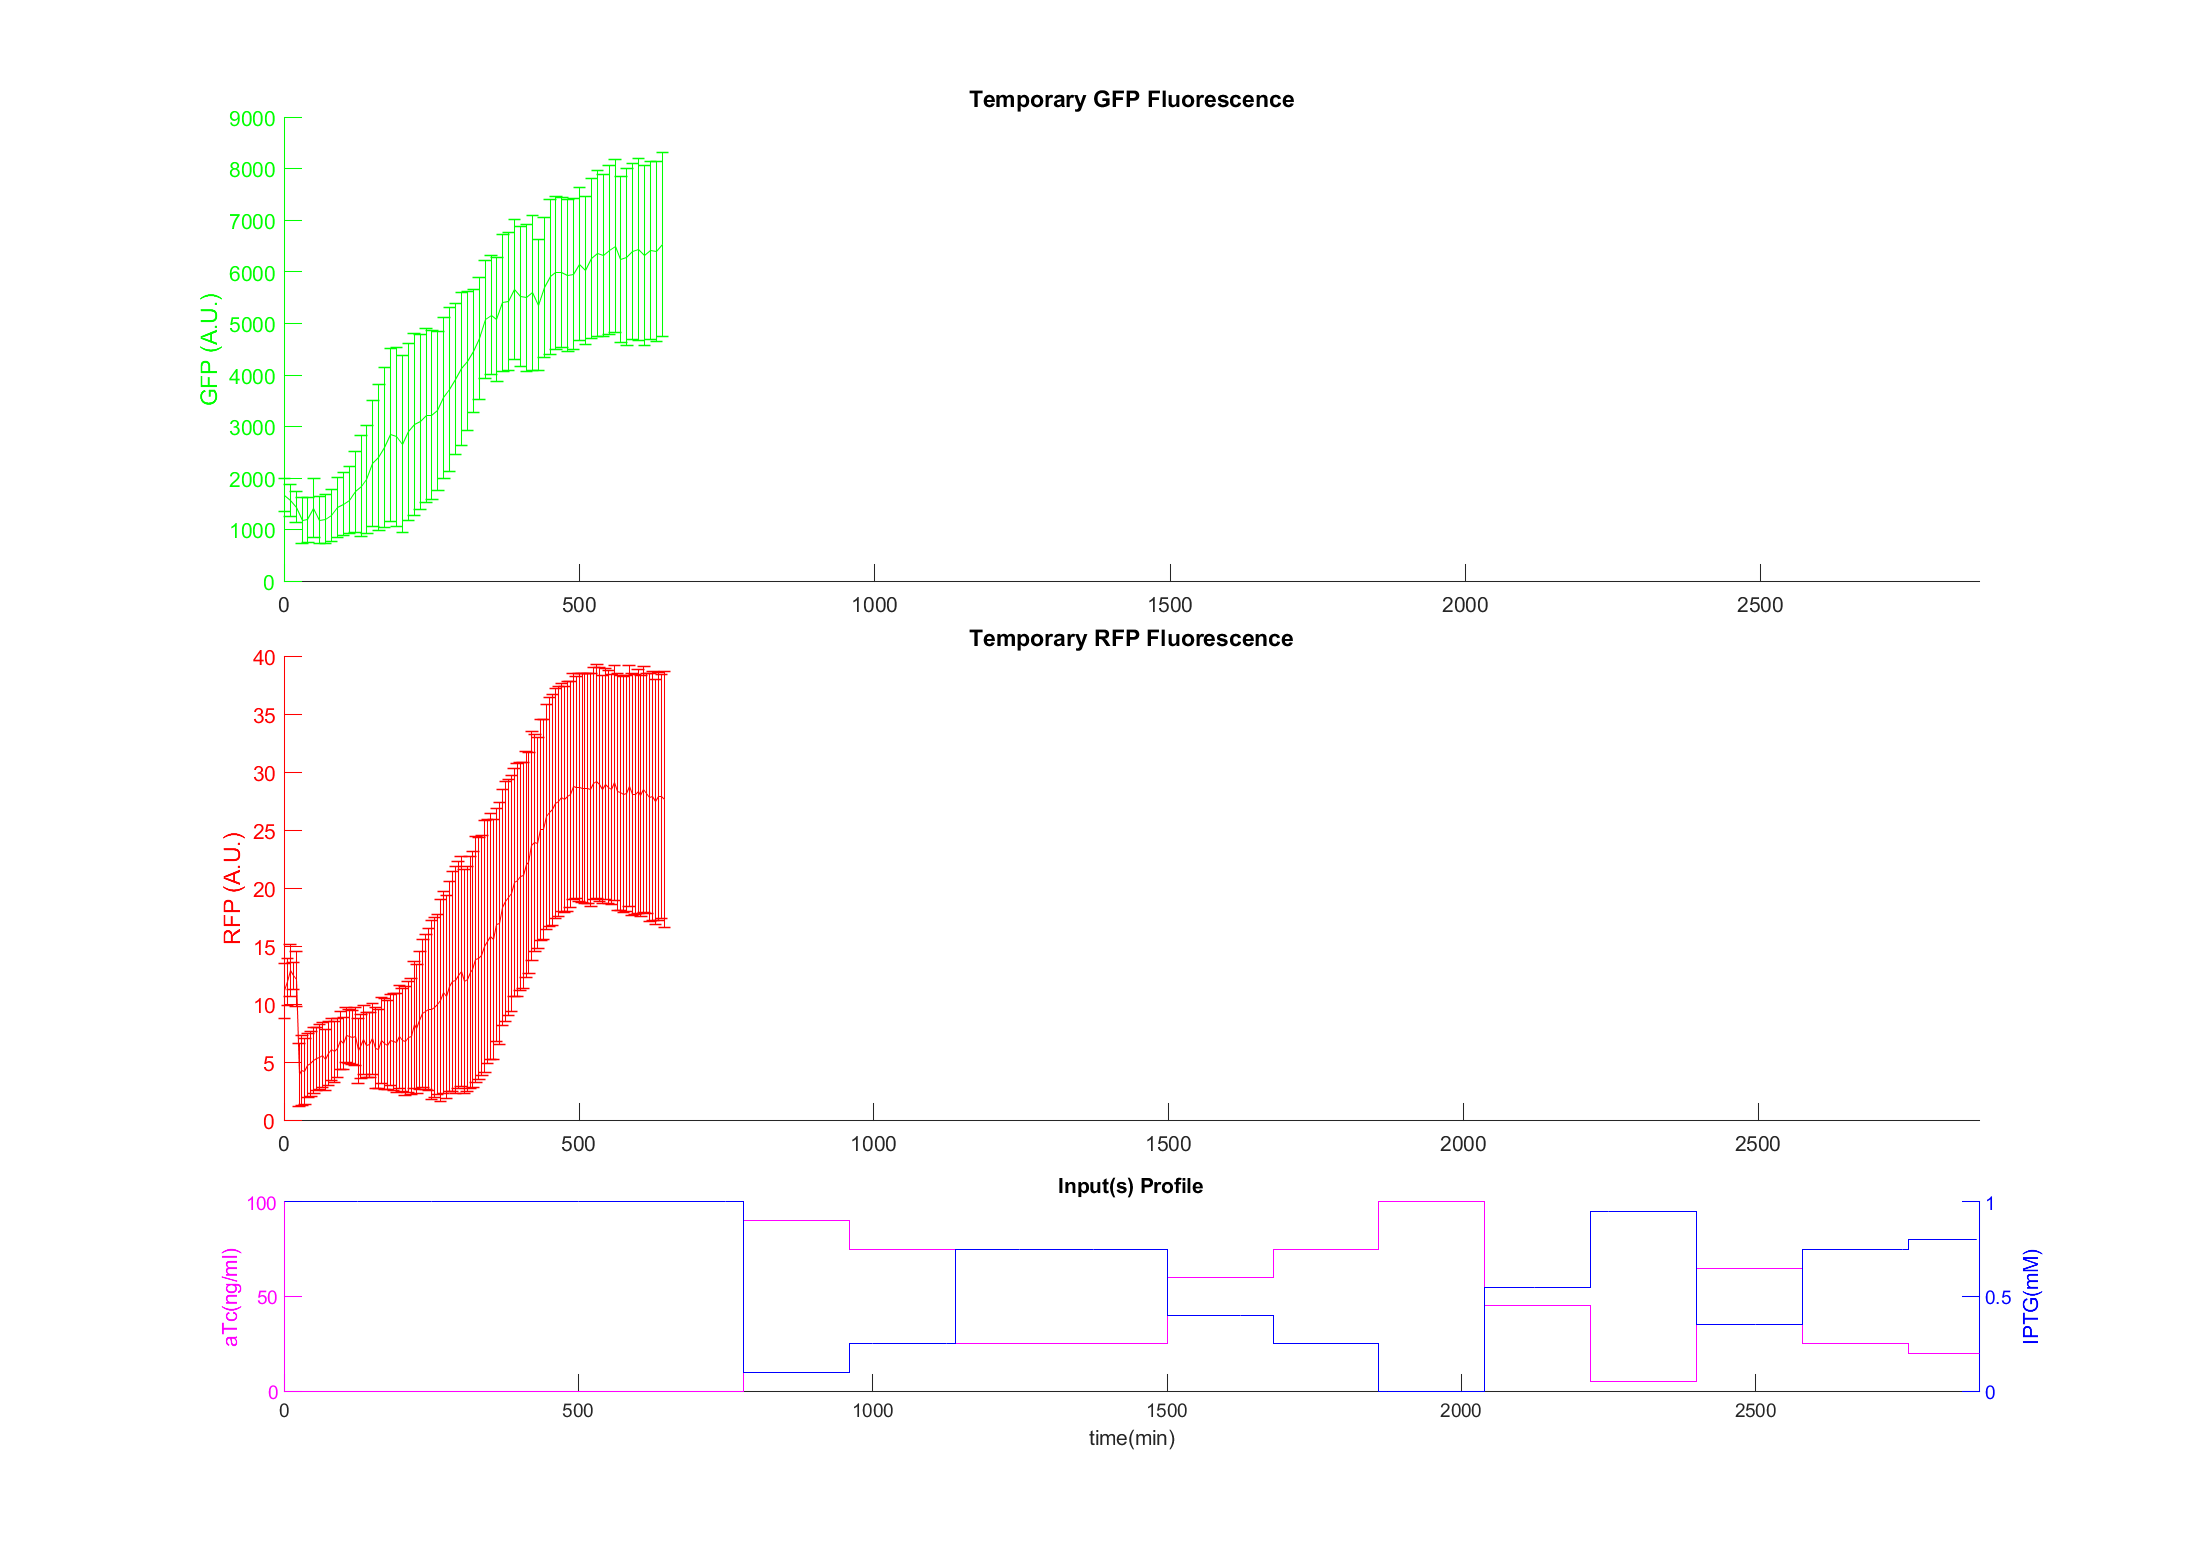 Temporary GFP Fluorescence
9000
8000
7000
6000
5000
4000
3000
2000
1000
0
GFP (A.U.)
0 500 1000 1500 2000 2500
Temporary RFP Fluorescence
40
35
30
25
20
15
10
5
0
RFP (A.U.)
0 500 1000 1500 2000 2500
Input(s) Profile
100
50
0
aTc(ng/ml)
1
0.5
0
IPTG(mM)
0 500 1000 1500 2000 2500
time(min)